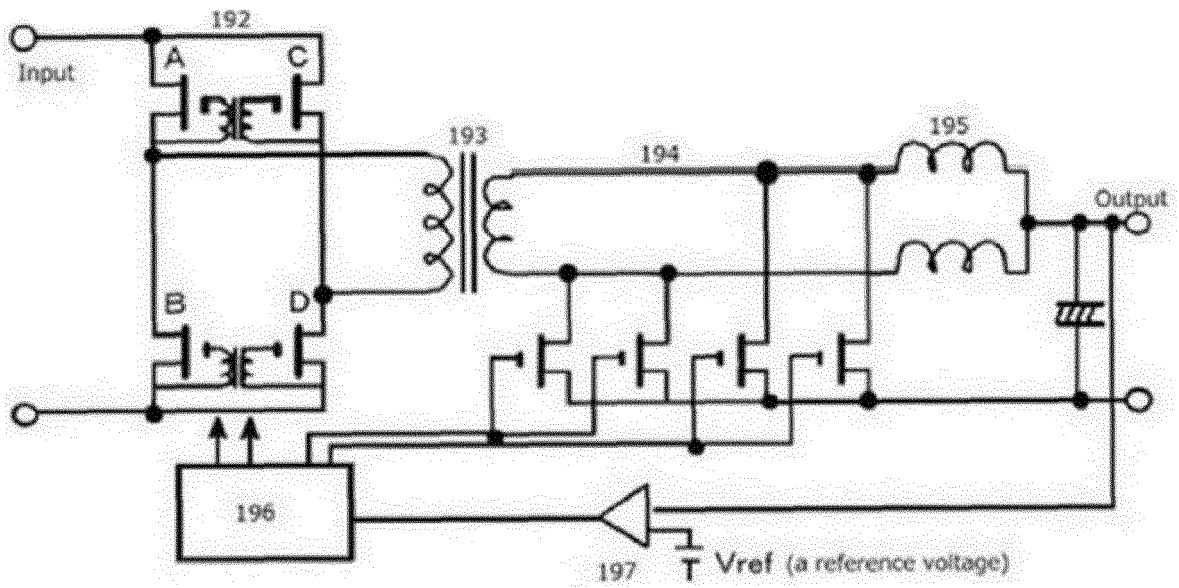 192
A
C
Input
193
194
195
Output
B
D
196
197
Vref (a reference voltage)